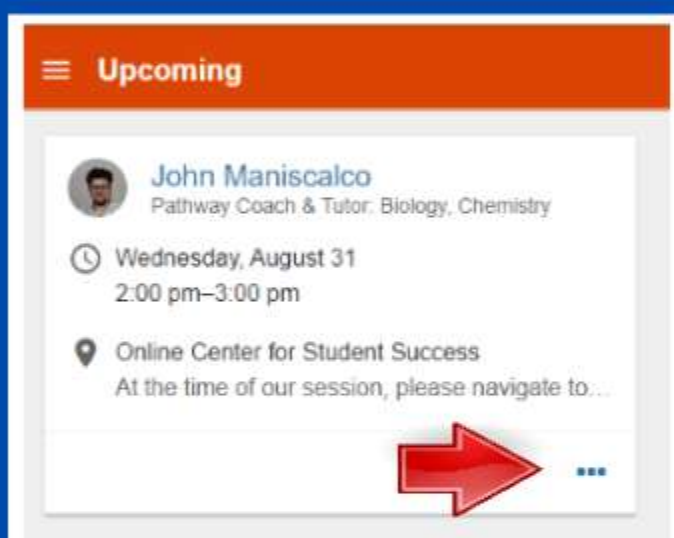 Upcoming
John Maniscalco
Pathway Coach & Tutor: Biology, Chemistry
Wednesday, August 31
2:00 pm–3:00 pm
Online Center for Student Success
At the time of our session, please navigate to...